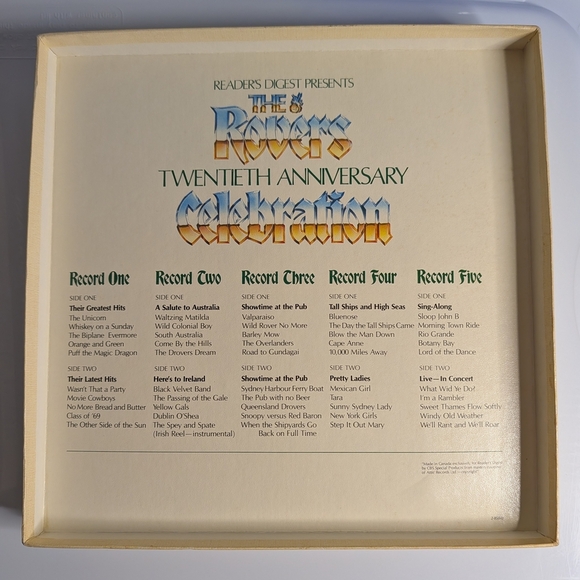 READER'S DIGEST PRESENTS
THE
Rovers
TWENTIETH ANNIVERSARY
Celebration
Record One
SIDE ONE
Their Greatest Hits
The Unicorn
Whiskey on a Sunday
The Biplane Evermore
Orange and Green
Puff the Magic Dragon
SIDE TWO
Their Latest Hits
Wasn't That a Party
Movie Cowboys
No More Bread and Butter
Class of '69
The Other Side of the Sun
Record Two
SIDE ONE
A Salute to Australia
Waltzing Matilda
Wild Colonial Boy
South Australia
Come By the Hills
The Drovers Dream
SIDE TWO
Here's to Ireland
Black Velvet Band
The Passing of the Gale
Yellow Gals
Dublin O'Shea
The Spey and Spate
(Irish Reel—instrumental)
Record Three
SIDE ONE
Showtime at the Pub
Valparaiso
Wild Rover No More
Barley Mow
The Overlanders
Road to Gundagai
SIDE TWO
Showtime at the Pub
Sydney Harbour Ferry Boat
The Pub with no Beer
Queensland Drovers
Snoopy versus Red Baron
When the Shipyards Go
Back on Full Time
Record Four
SIDE ONE
Tall Ships and High Seas
Bluenose
The Day the Tall Ships Came
Blow the Man Down
Cape Anne
10,000 Miles Away
SIDE TWO
Pretty Ladies
Mexican Girl
Tara
Sunny Sydney Lady
New York Girls
Step It Out Mary
Record Five
SIDE ONE
Sing-Along
Sloop John B
Morning Town Ride
Rio Grande
Botany Bay
Lord of the Dance
SIDE TWO
Live—In Concert
What Wid Ye Do?
I'm a Rambler
Sweet Thames Flow Softly
Windy Old Weather
We'll Rant and We'll Roar